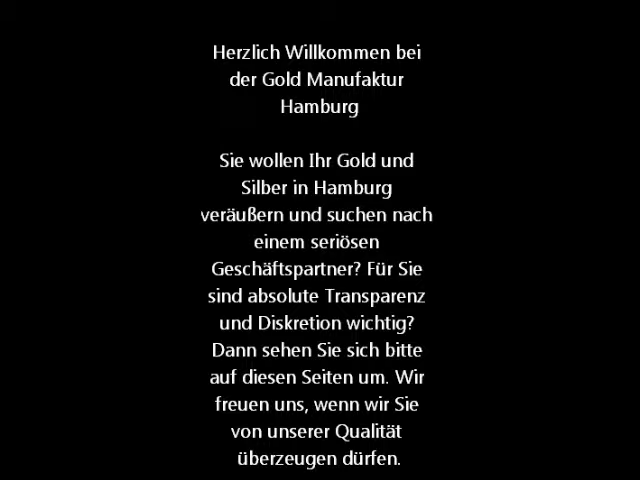 Herzlich Willkommen bei
der Gold Manufaktur
Hamburg
Sie wollen Ihr Gold und
Silber in Hamburg
veräußern und suchen nach
einem seriösen
Geschäftspartner? Für Sie
sind absolute Transparenz
und Diskretion wichtig?
Dann sehen Sie sich bitte
auf diesen Seiten um. Wir
freuen uns, wenn wir Sie
von unserer Qualität
überzeugen dürfen.